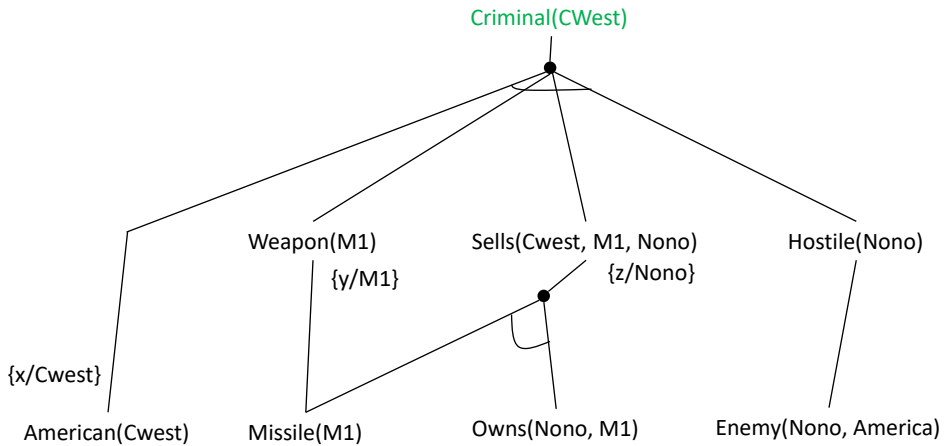 Criminal(CWest)
Weapon(M1)
Sells(Cwest, M1, Nono)
Hostile(Nono)
{y/M1}
{z/Nono}
{x/Cwest}
American(Cwest)
Missile(M1)
Owns(Nono, M1)
Enemy(Nono, America)